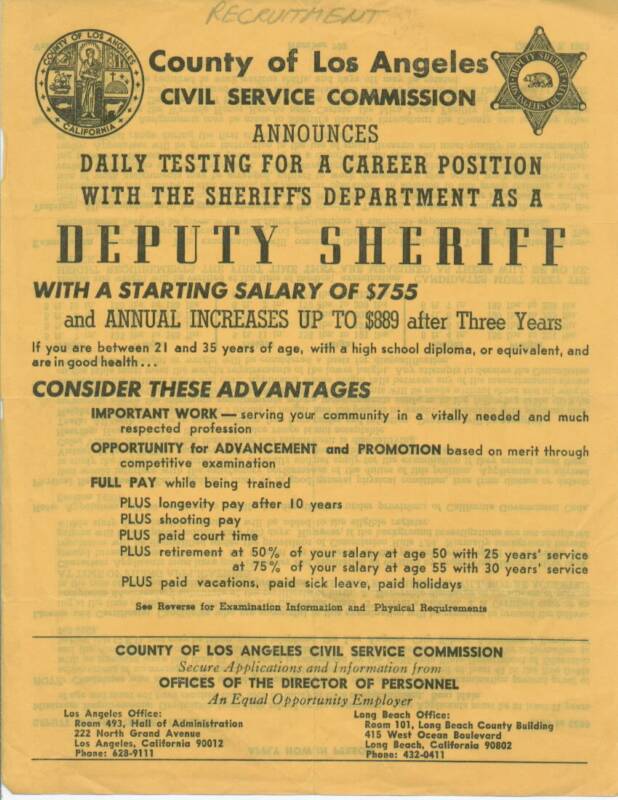 RECRUITMENT
COUNTY OF LOS ANGELES
CALIFORNIA
County of Los Angeles
CIVIL SERVICE COMMISSION
DEPUTY SHERIFF
LOS ANGELES COUNTY
ANNOUNCES
DAILY TESTING FOR A CAREER POSITION
WITH THE SHERIFF'S DEPARTMENT AS A
DEPUTY SHERIFF
WITH A STARTING SALARY OF $755
and ANNUAL INCREASES UP TO $889 after Three Years
If you are between 21 and 35 years of age, with a high school diploma, or equivalent, and
are in good health...
CONSIDER THESE ADVANTAGES
IMPORTANT WORK — serving your community in a vitally needed and much
respected profession
OPPORTUNITY for ADVANCEMENT and PROMOTION based on merit through
competitive examination
FULL PAY while being trained
PLUS longevity pay after 10 years
PLUS shooting pay
PLUS paid court time
PLUS retirement at 50% of your salary at age 50 with 25 years' service
at 75% of your salary at age 55 with 30 years' service
PLUS paid vacations, paid sick leave, paid holidays
See Reverse for Examination Information and Physical Requirements
COUNTY OF LOS ANGELES CIVIL SERVICE COMMISSION
Secure Applications and Information from
OFFICES OF THE DIRECTOR OF PERSONNEL
An Equal Opportunity Employer
Los Angeles Office:
Room 493, Hall of Administration
222 North Grand Avenue
Los Angeles, California 90012
Phone: 628-9111
Long Beach Office:
Room 101, Long Beach County Building
415 West Ocean Boulevard
Long Beach, California 90802
Phone: 432-0411